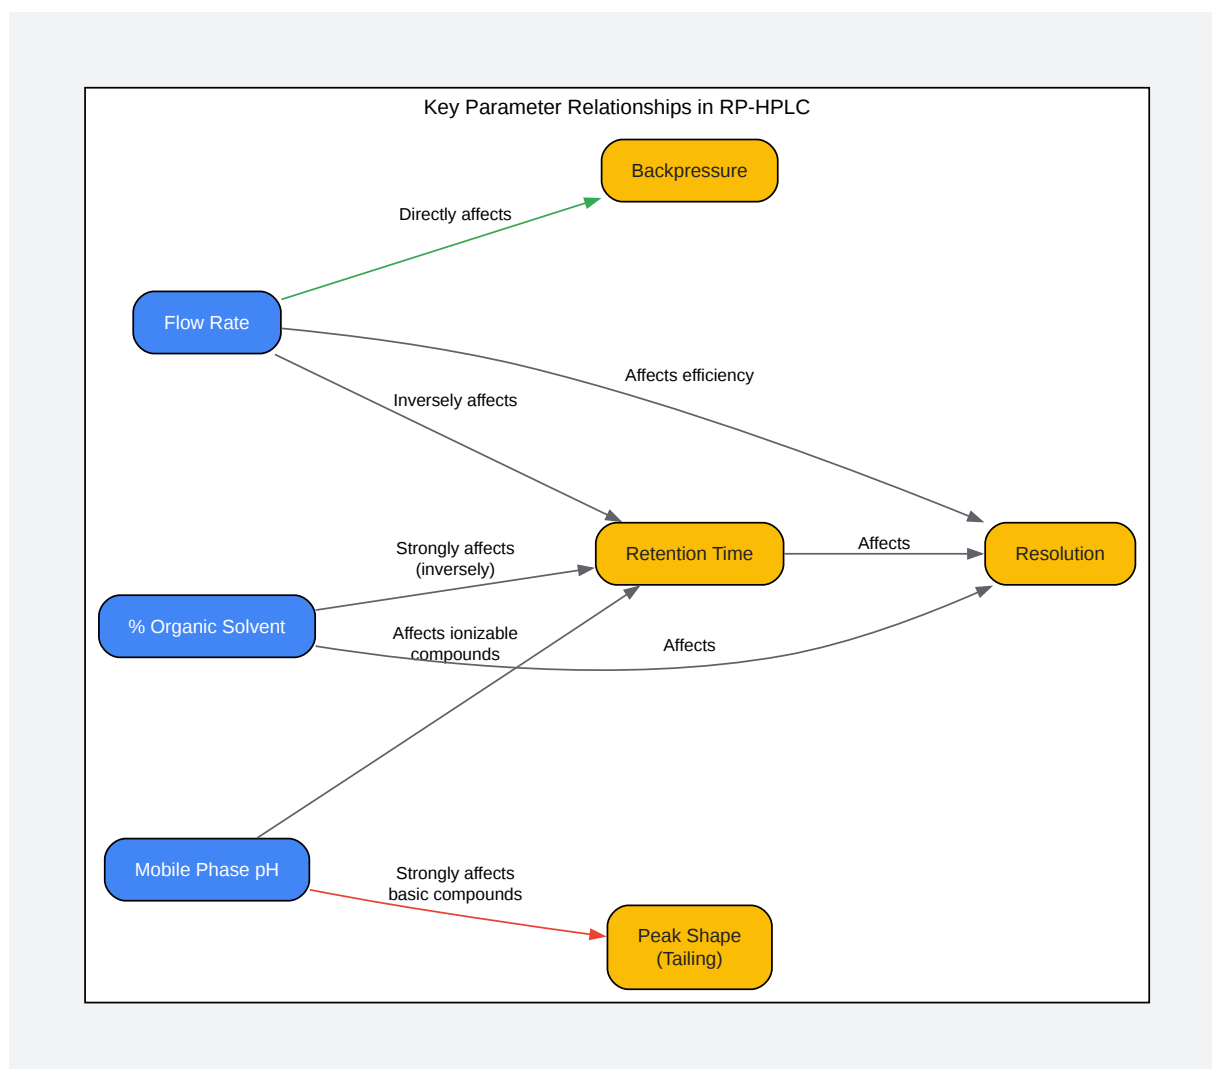 Key Parameter Relationships in RP-HPLC
Backpressure
Directly affects
Flow Rate
Affects efficiency
Inversely affects
Strongly affects
(inversely)
Retention Time
Affects
Resolution
% Organic Solvent
Affects ionizable
compounds
Affects
Mobile Phase pH
Strongly affects
basic compounds
Peak Shape
(Tailing)